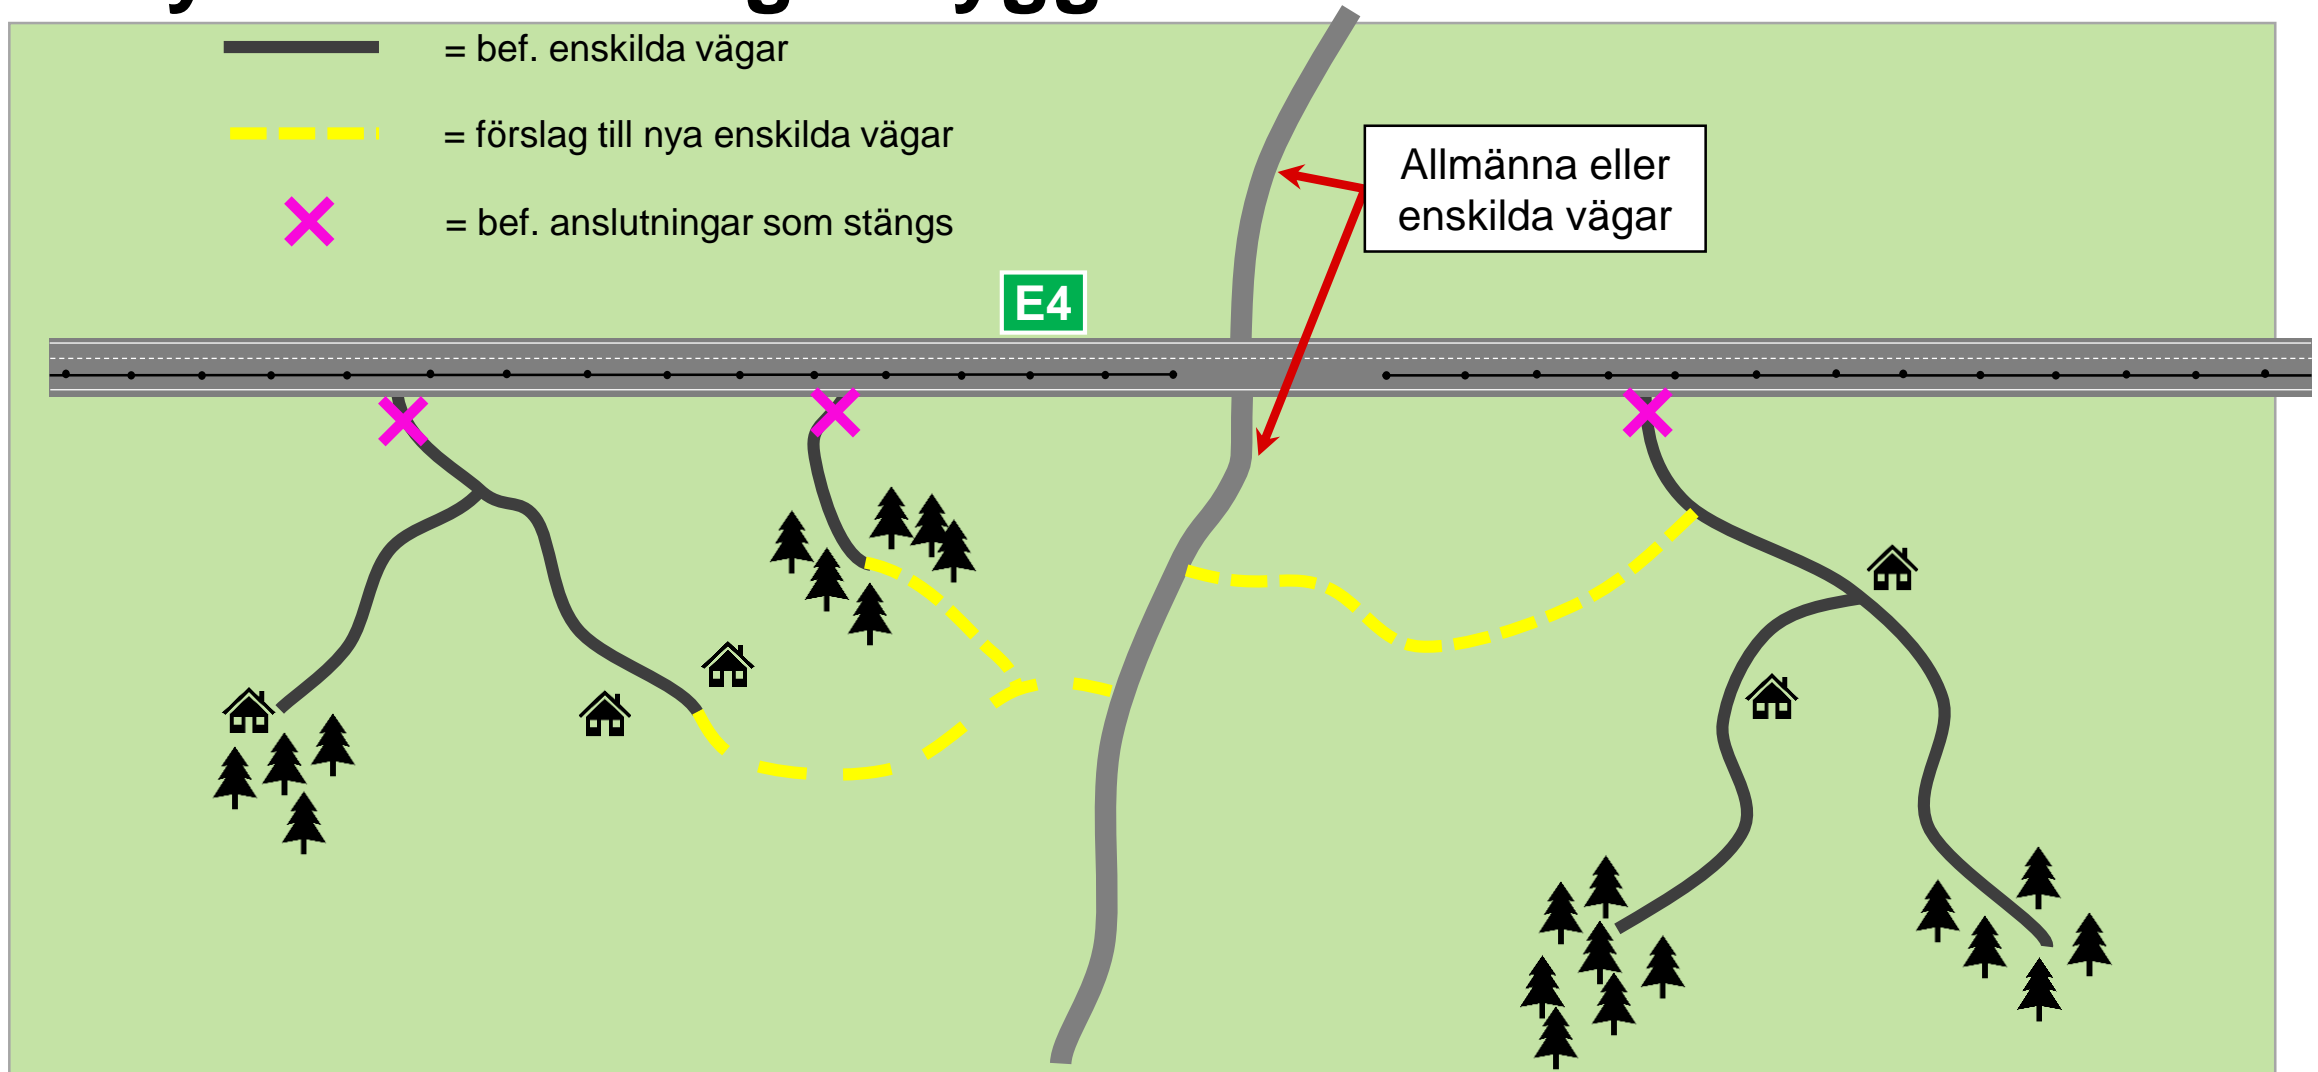 = bef. enskilda vägar
= förslag till nya enskilda vägar
= bef. anslutningar som stängs
Allmänna eller
enskilda vägar
E4